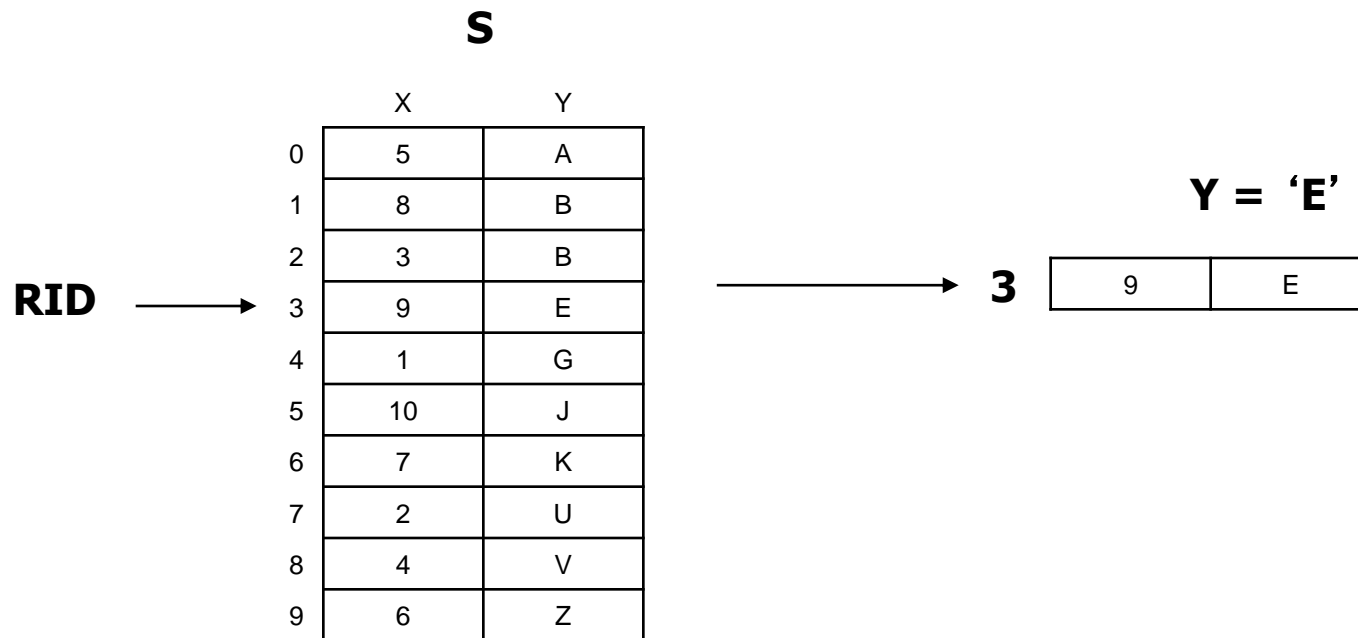 S
X Y
0 5 A
1 8 B
2 3 B
3 9 E
4 1 G
5 10 J
6 7 K
7 2 U
8 4 V
9 6 Z
RID
Y = ‘E’
3 9 E